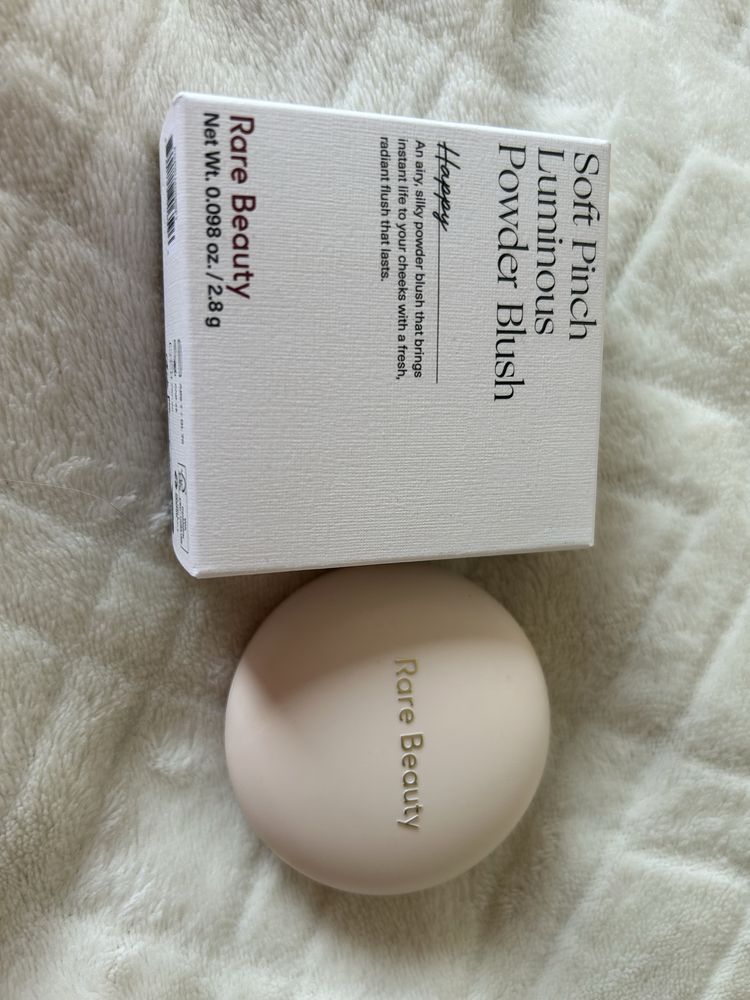 Soft Pinch
Luminous
Powder Blush
Happy
An airy, silky powder blush that brings
instant life to your cheeks with a fresh,
radiant flush that lasts.
Rare Beauty
Net Wt. 0.098 oz. / 2.8 g
Rare Beauty